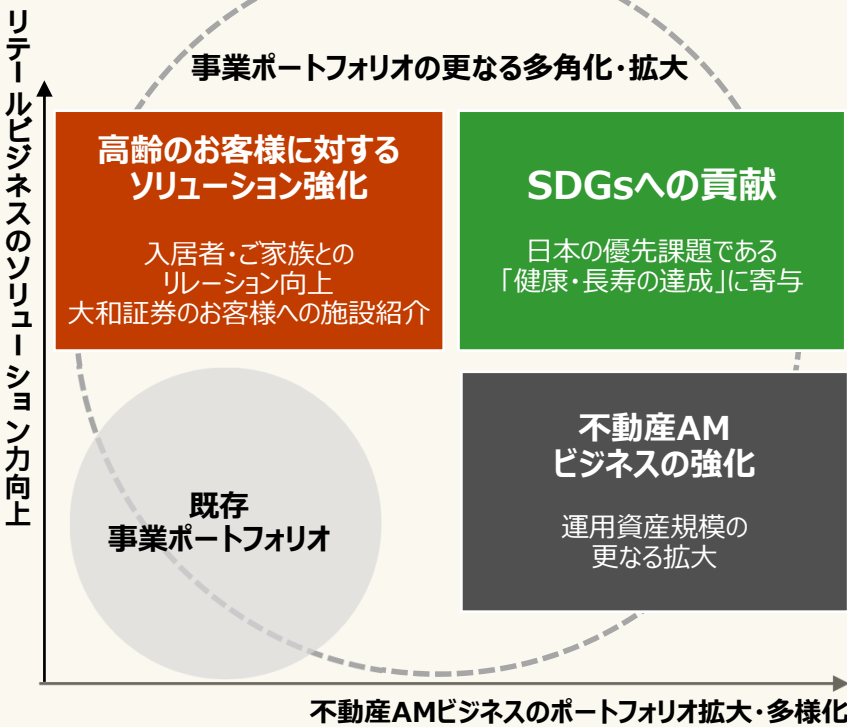 リテールビジネスのソリューション力向上
事業ポートフォリオの更なる多角化・拡大
高齢のお客様に対する
ソリューション強化
入居者・ご家族との
リレーション向上
大和証券のお客様への施設紹介
SDGsへの貢献
日本の優先課題である
「健康・長寿の達成」に寄与
既存
事業ポートフォリオ
不動産AM
ビジネスの強化
運用資産規模の
更なる拡大
不動産AMビジネスのポートフォリオ拡大・多様化